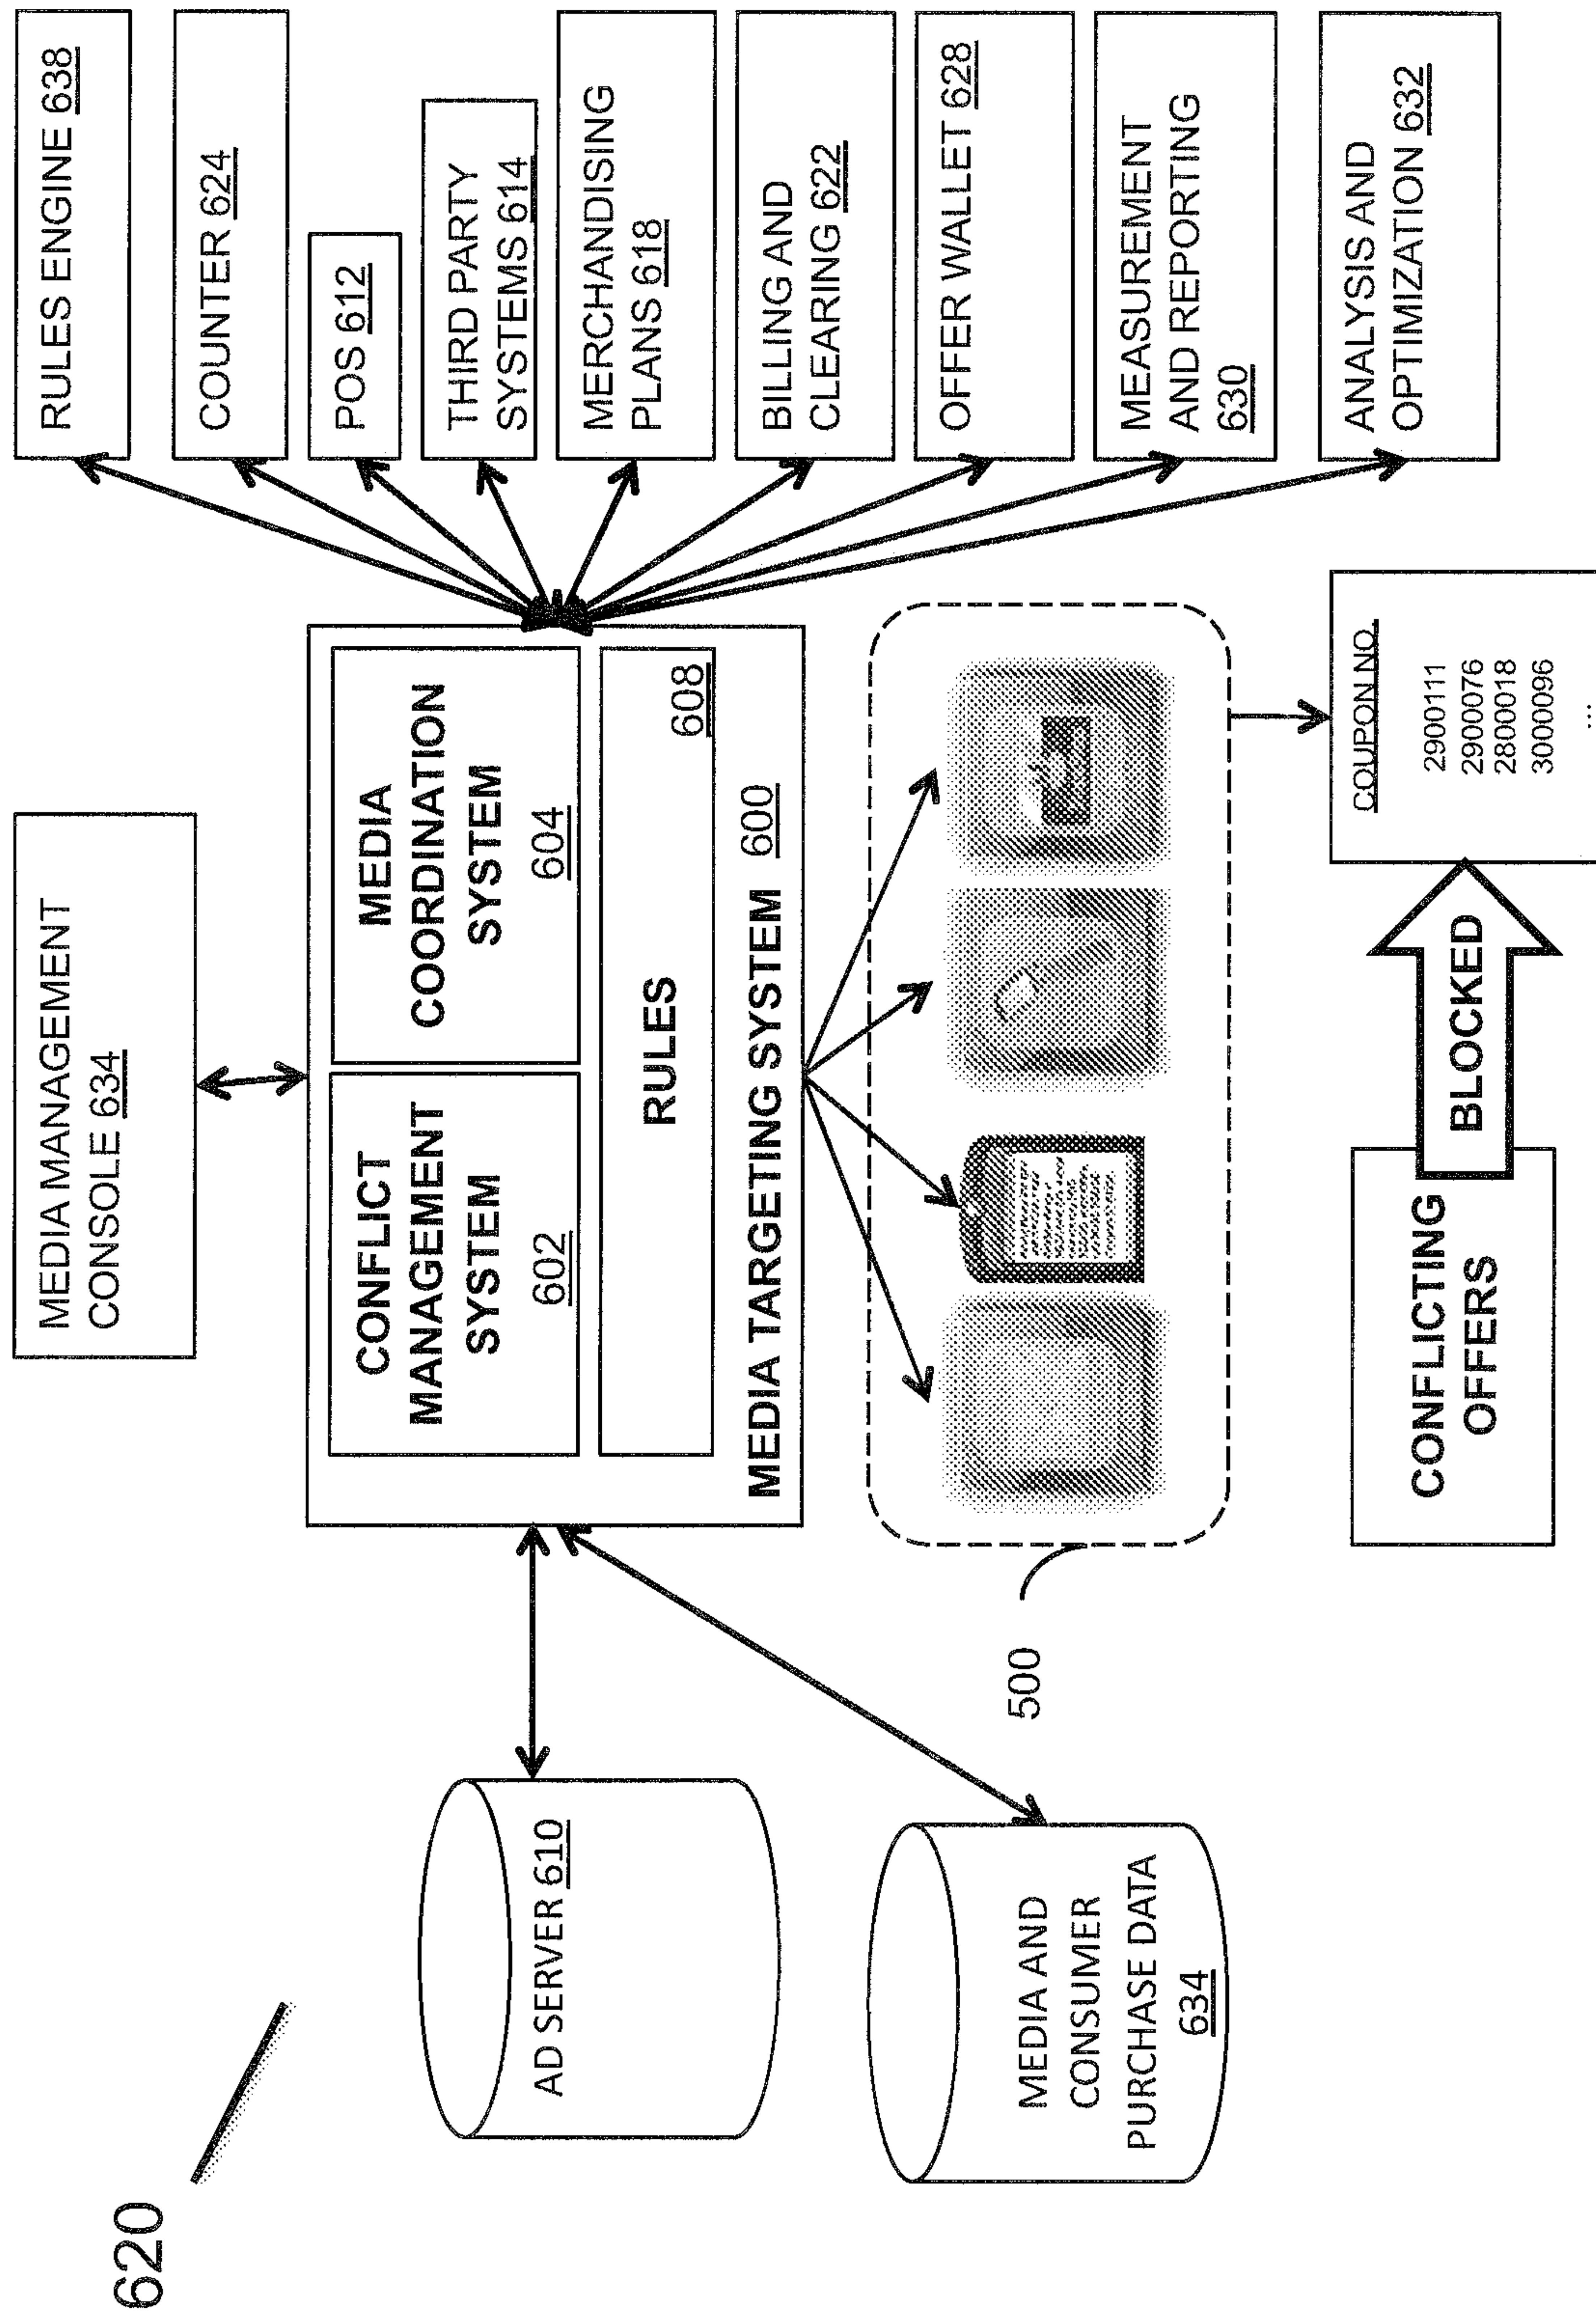 620
MEDIA MANAGEMENT
CONSOLE 634
AD SERVER 610
MEDIA AND
CONSUMER
PURCHASE DATA
634
CONFLICT
MANAGEMENT
SYSTEM
602
MEDIA
COORDINATION
SYSTEM
604
RULES
608
MEDIA TARGETING SYSTEM 600
500
CONFLICTING
OFFERS
BLOCKED
COUPON NO.
2900111
2900076
2800018
3000096
...
RULES ENGINE 638
COUNTER 624
POS 612
THIRD PARTY
SYSTEMS 614
MERCHANDISING
PLANS 618
BILLING AND
CLEARING 622
OFFER WALLET 628
MEASUREMENT
AND REPORTING
630
ANALYSIS AND
OPTIMIZATION 632